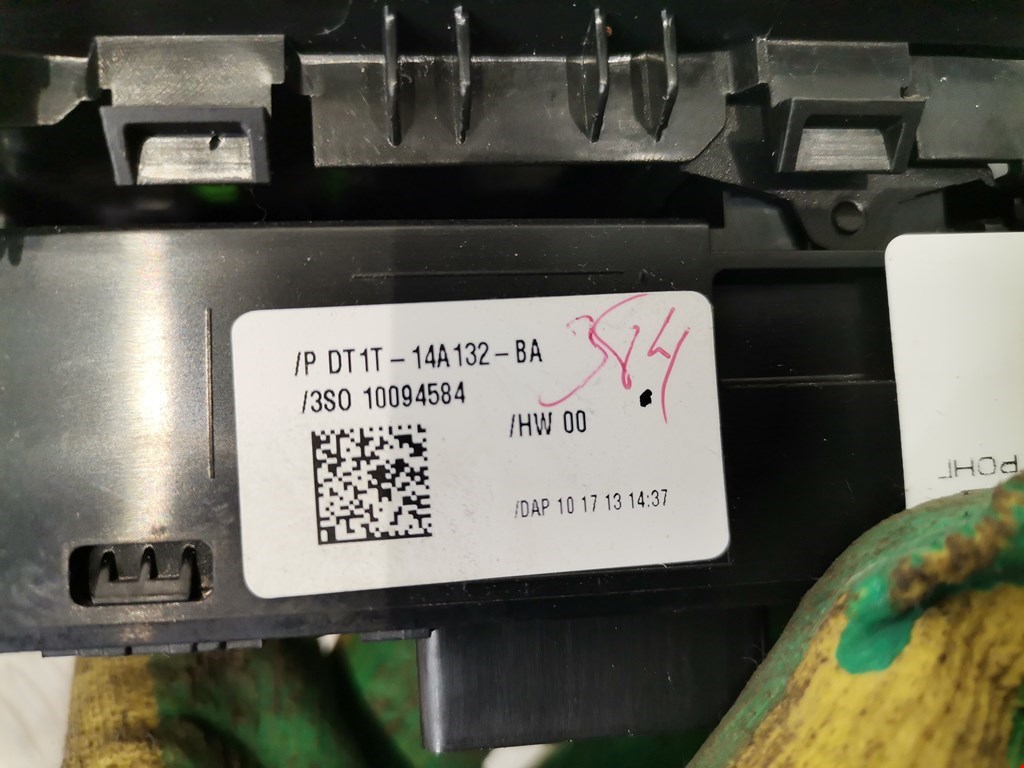 /P DT1T-14A132-BA
/3SO 10094584
/HW 00
/DAP 10 17 13 14:37